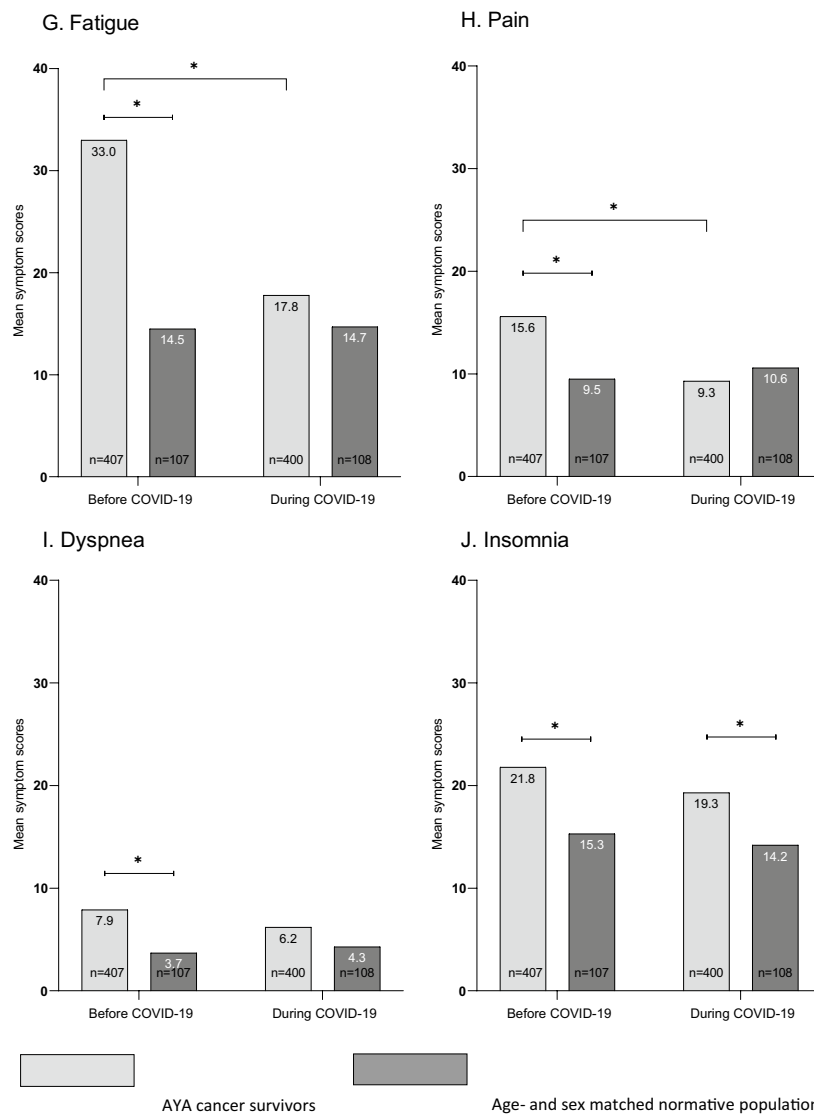 G. Fatigue
40
30
20
10
0
Mean symptom scores
*
*
33.0
14.5
17.8
14.7
n=407
n=107
n=400
n=108
Before COVID-19
During COVID-19
H. Pain
40
30
20
10
0
Mean symptom scores
*
*
15.6
9.5
9.3
10.6
n=407
n=107
n=400
n=108
Before COVID-19
During COVID-19
I. Dyspnea
40
30
20
10
0
Mean symptom scores
*
7.9
3.7
6.2
4.3
n=407
n=107
n=400
n=108
Before COVID-19
During COVID-19
J. Insomnia
40
30
20
10
0
Mean symptom scores
*
*
21.8
15.3
19.3
14.2
n=407
n=107
n=400
n=108
Before COVID-19
During COVID-19
AYA cancer survivors
Age- and sex matched normative population